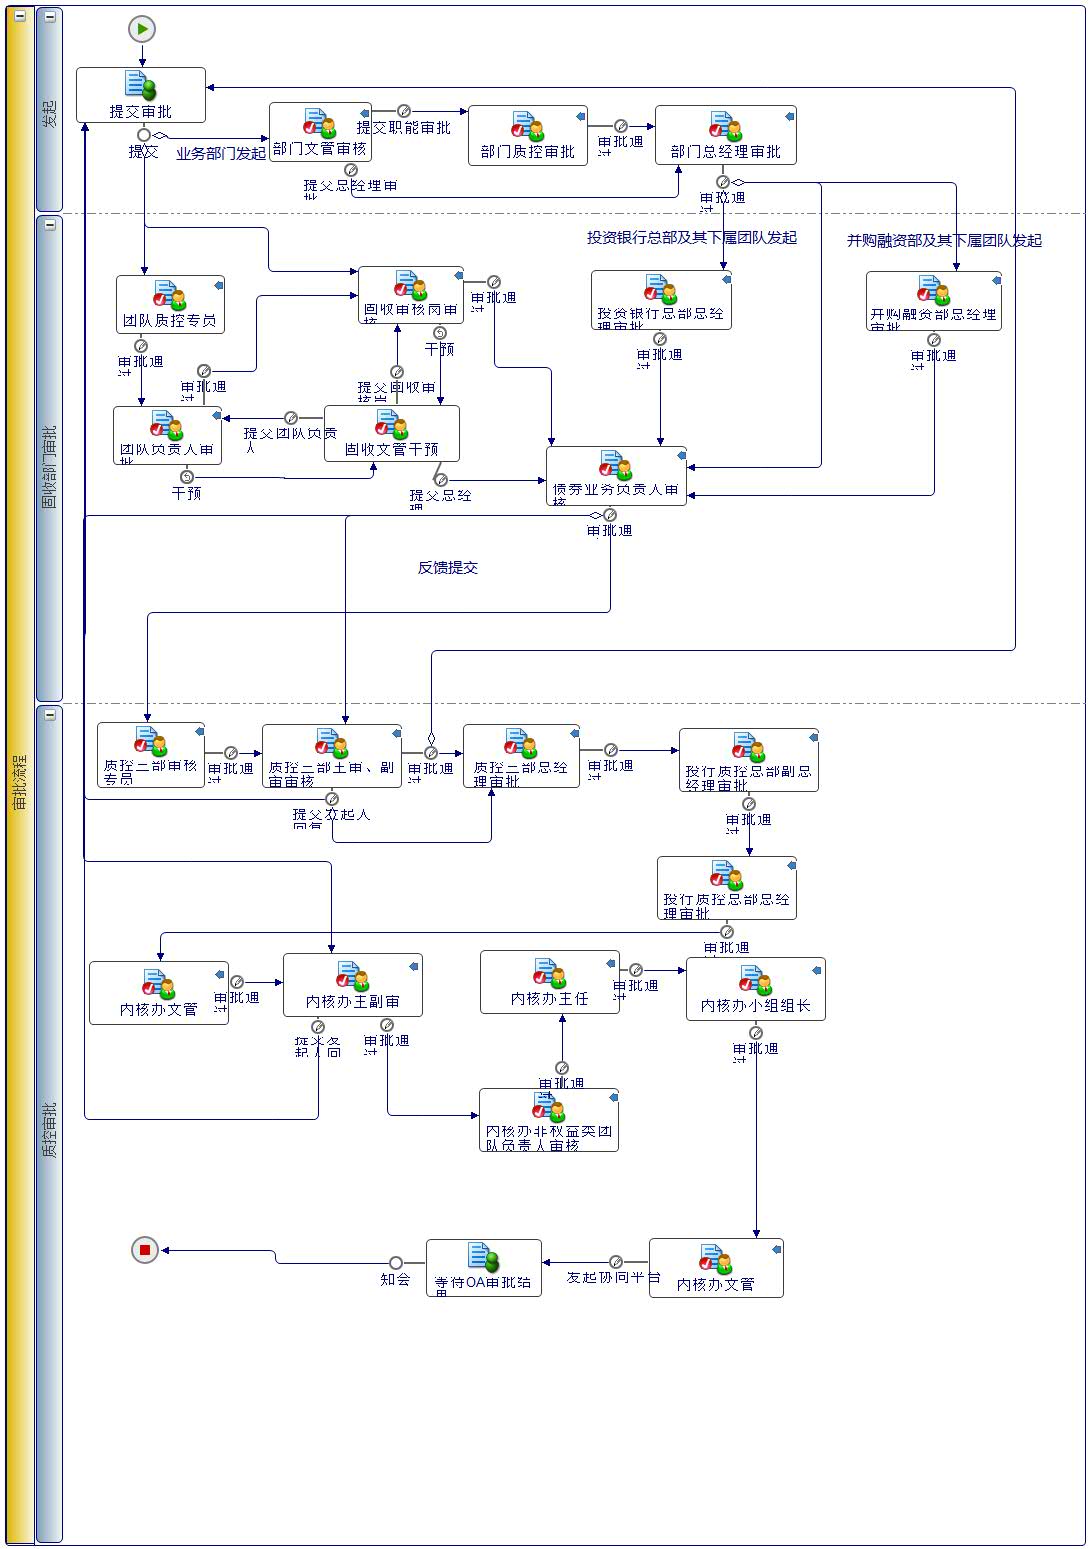 审批流程
发起
提交审批
提交
业务部门发起
部门文管审核
提交职能审批
部门质控审批
审批通过
部门总经理审批
提交总经理审批
审批通过
投资银行总部及其下属团队发起
并购融资部及其下属团队发起
固收部门审批
团队质控专员
审批通过
固收审核岗审核
审批通过
干预
投资银行总部总经理审批
审批通过
并购融资部总经理审批
审批通过
审批通过
提交固收审核岗
团队负责人审批
提交团队负责人
固收文管干预
干预
提交总经理
债券业务负责人审核
审批通过
反馈提交
质控审批
质控二部审核专员
审批通过
质控二部主审、副审审核
审批通过
质控二部总经理审批
审批通过
投行质控总部副总经理审批
提交发起人回复
审批通过
投行质控总部总经理审批
审批通过
内核办文管
审批通过
内核办主副审
内核办主任
审批通过
内核办小组组长
审批通过
审批通过
审批通过
内核办非权益类团队负责人审核
知会
等待OA审批结果
发起协同平台
内核办文管